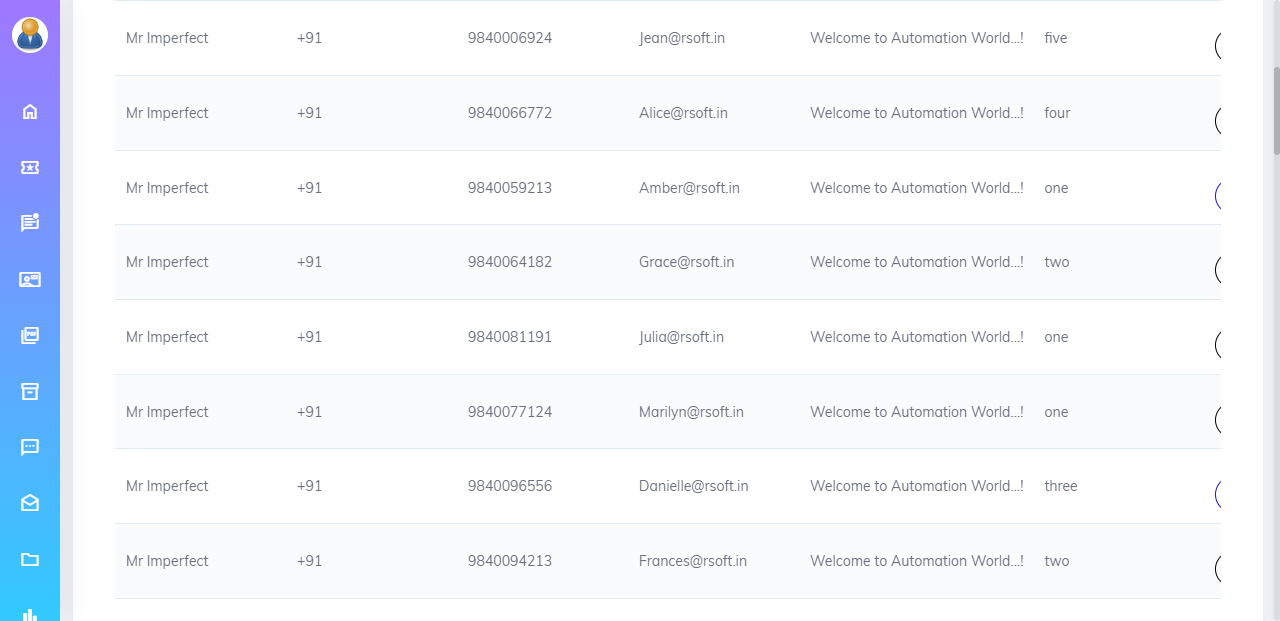 Mr Imperfect +91 9840006924 Jean@rsoft.in Welcome to Automation World...! five
Mr Imperfect +91 9840066772 Alice@rsoft.in Welcome to Automation World...! four
Mr Imperfect +91 9840059213 Amber@rsoft.in Welcome to Automation World...! one
Mr Imperfect +91 9840064182 Grace@rsoft.in Welcome to Automation World...! two
Mr Imperfect +91 9840081191 Julia@rsoft.in Welcome to Automation World...! one
Mr Imperfect +91 9840077124 Marilyn@rsoft.in Welcome to Automation World...! one
Mr Imperfect +91 9840096556 Danielle@rsoft.in Welcome to Automation World...! three
Mr Imperfect +91 9840094213 Frances@rsoft.in Welcome to Automation World...! two